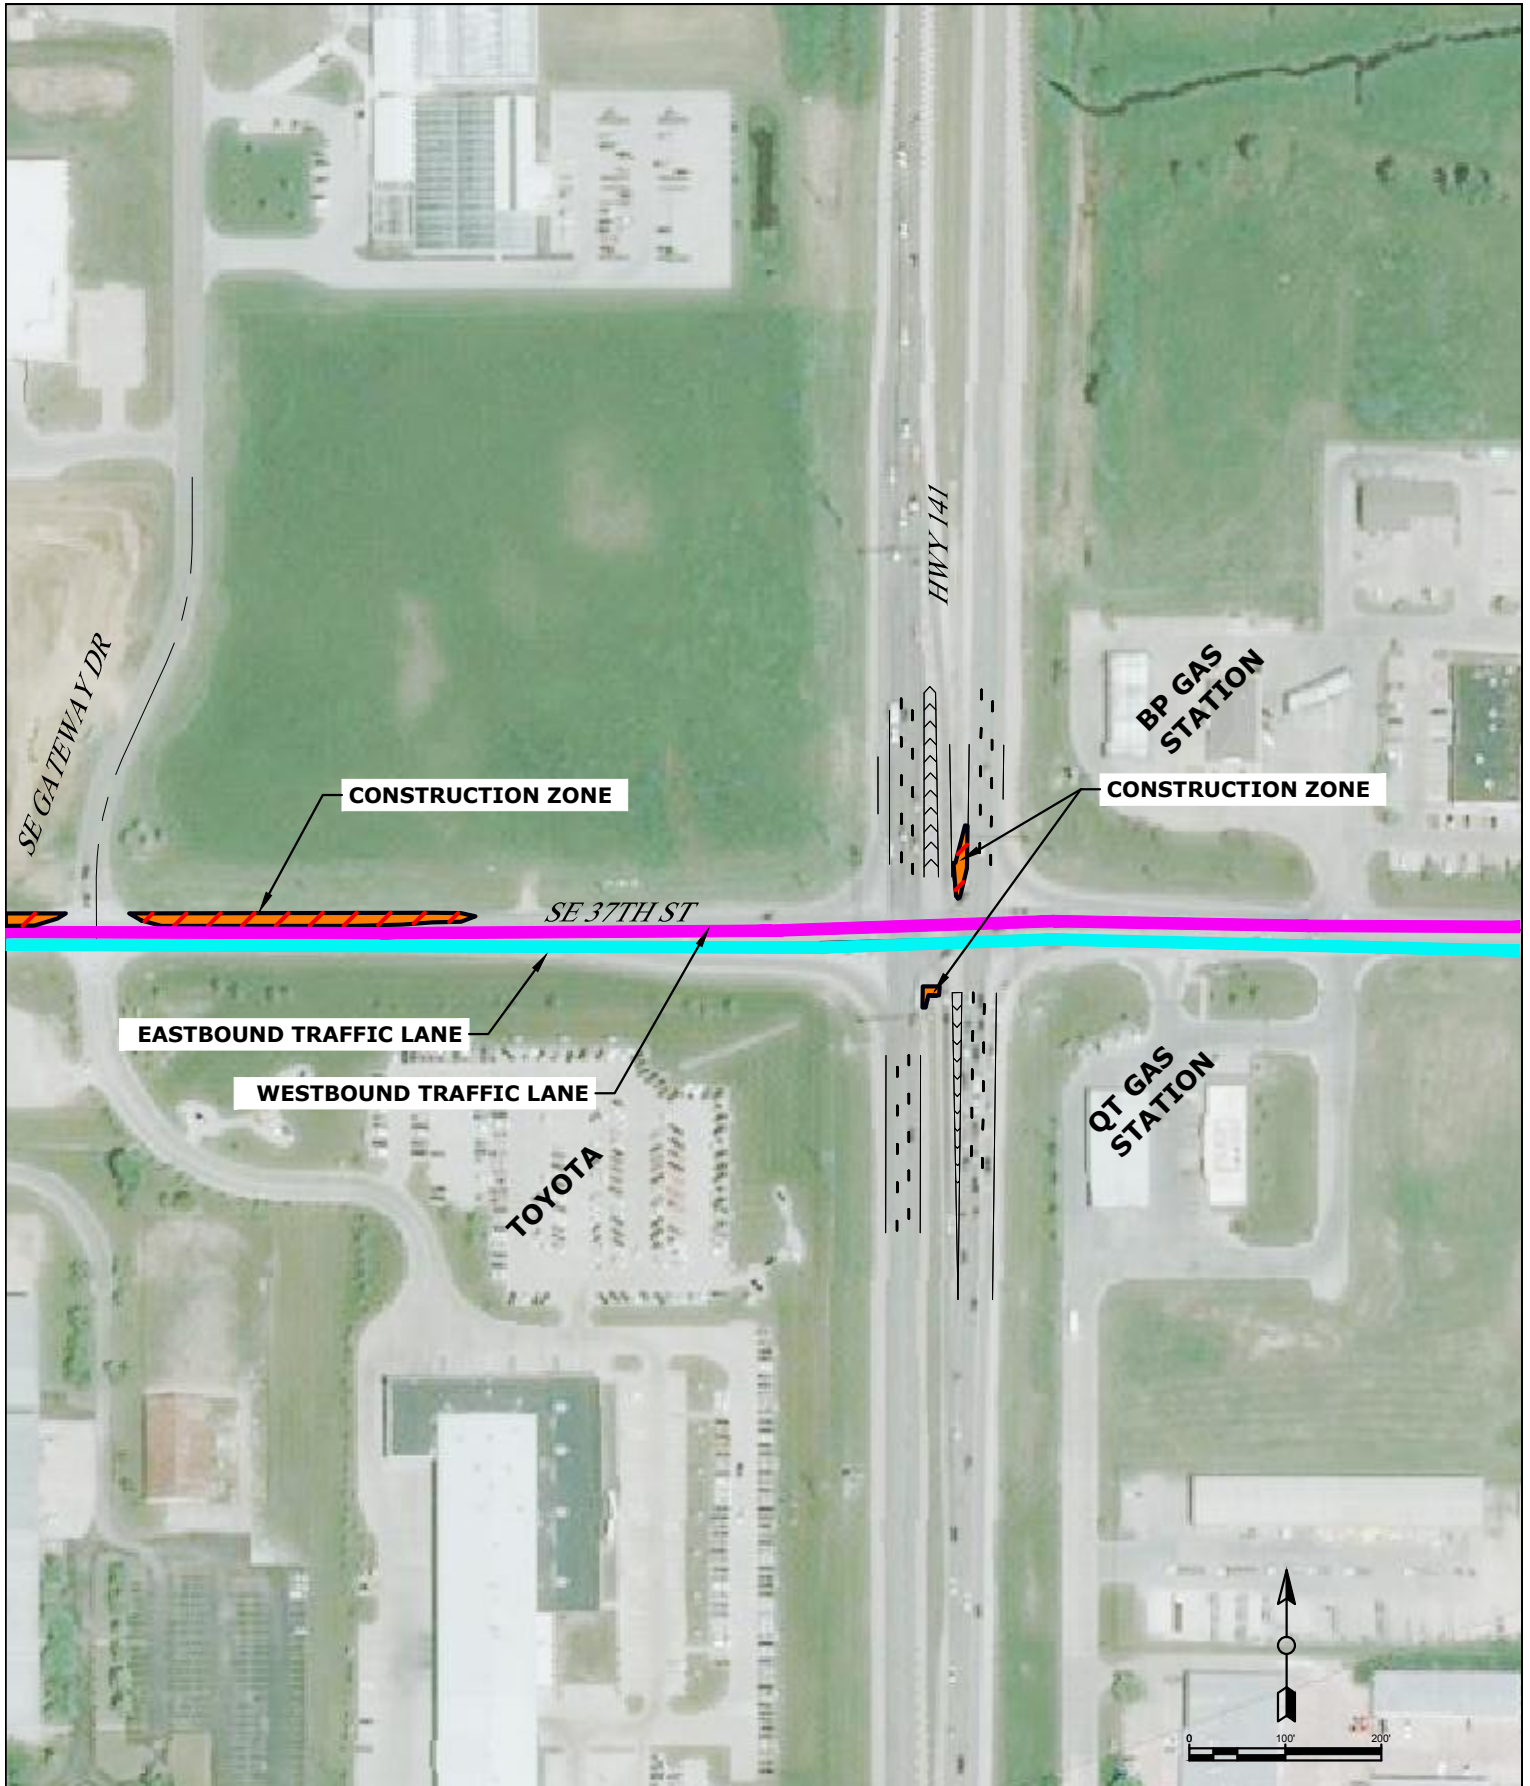 HWY 141
SE GATEWAY DR
BP GAS
STATION
CONSTRUCTION ZONE
CONSTRUCTION ZONE
SE 37TH ST
EASTBOUND TRAFFIC LANE
WESTBOUND TRAFFIC LANE
QT GAS
STATION
TOYOTA
0 100' 200'